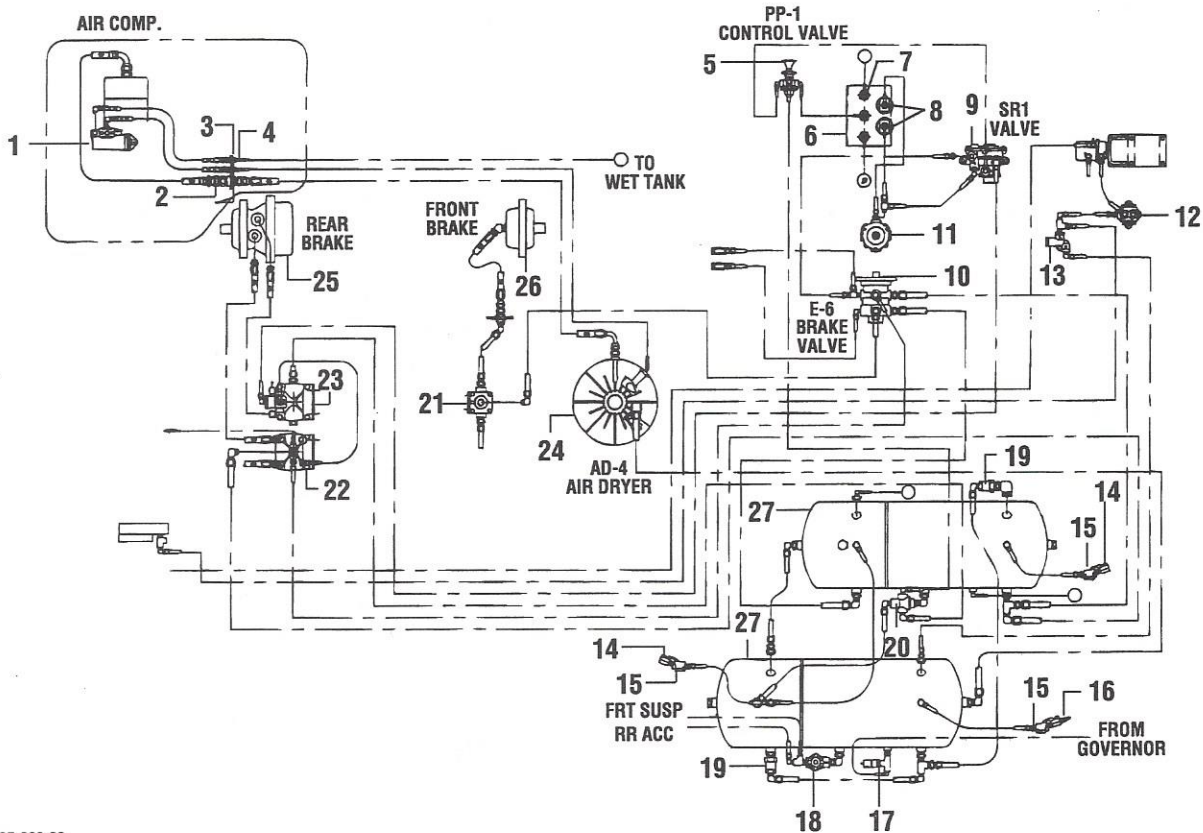 AIR COMP.
PP-1
CONTROL VALVE
5
7
8
9
SR1
VALVE
6
1
3
4
2
TO
WET TANK
REAR
BRAKE
FRONT
BRAKE
25
26
11
12
13
10
E-6
BRAKE
VALVE
23
21
24
AD-4
AIR DRYER
22
27
19
14
15
20
27
14
15
FRT SUSP
RR ACC
15
16
FROM
GOVERNOR
19
18
17